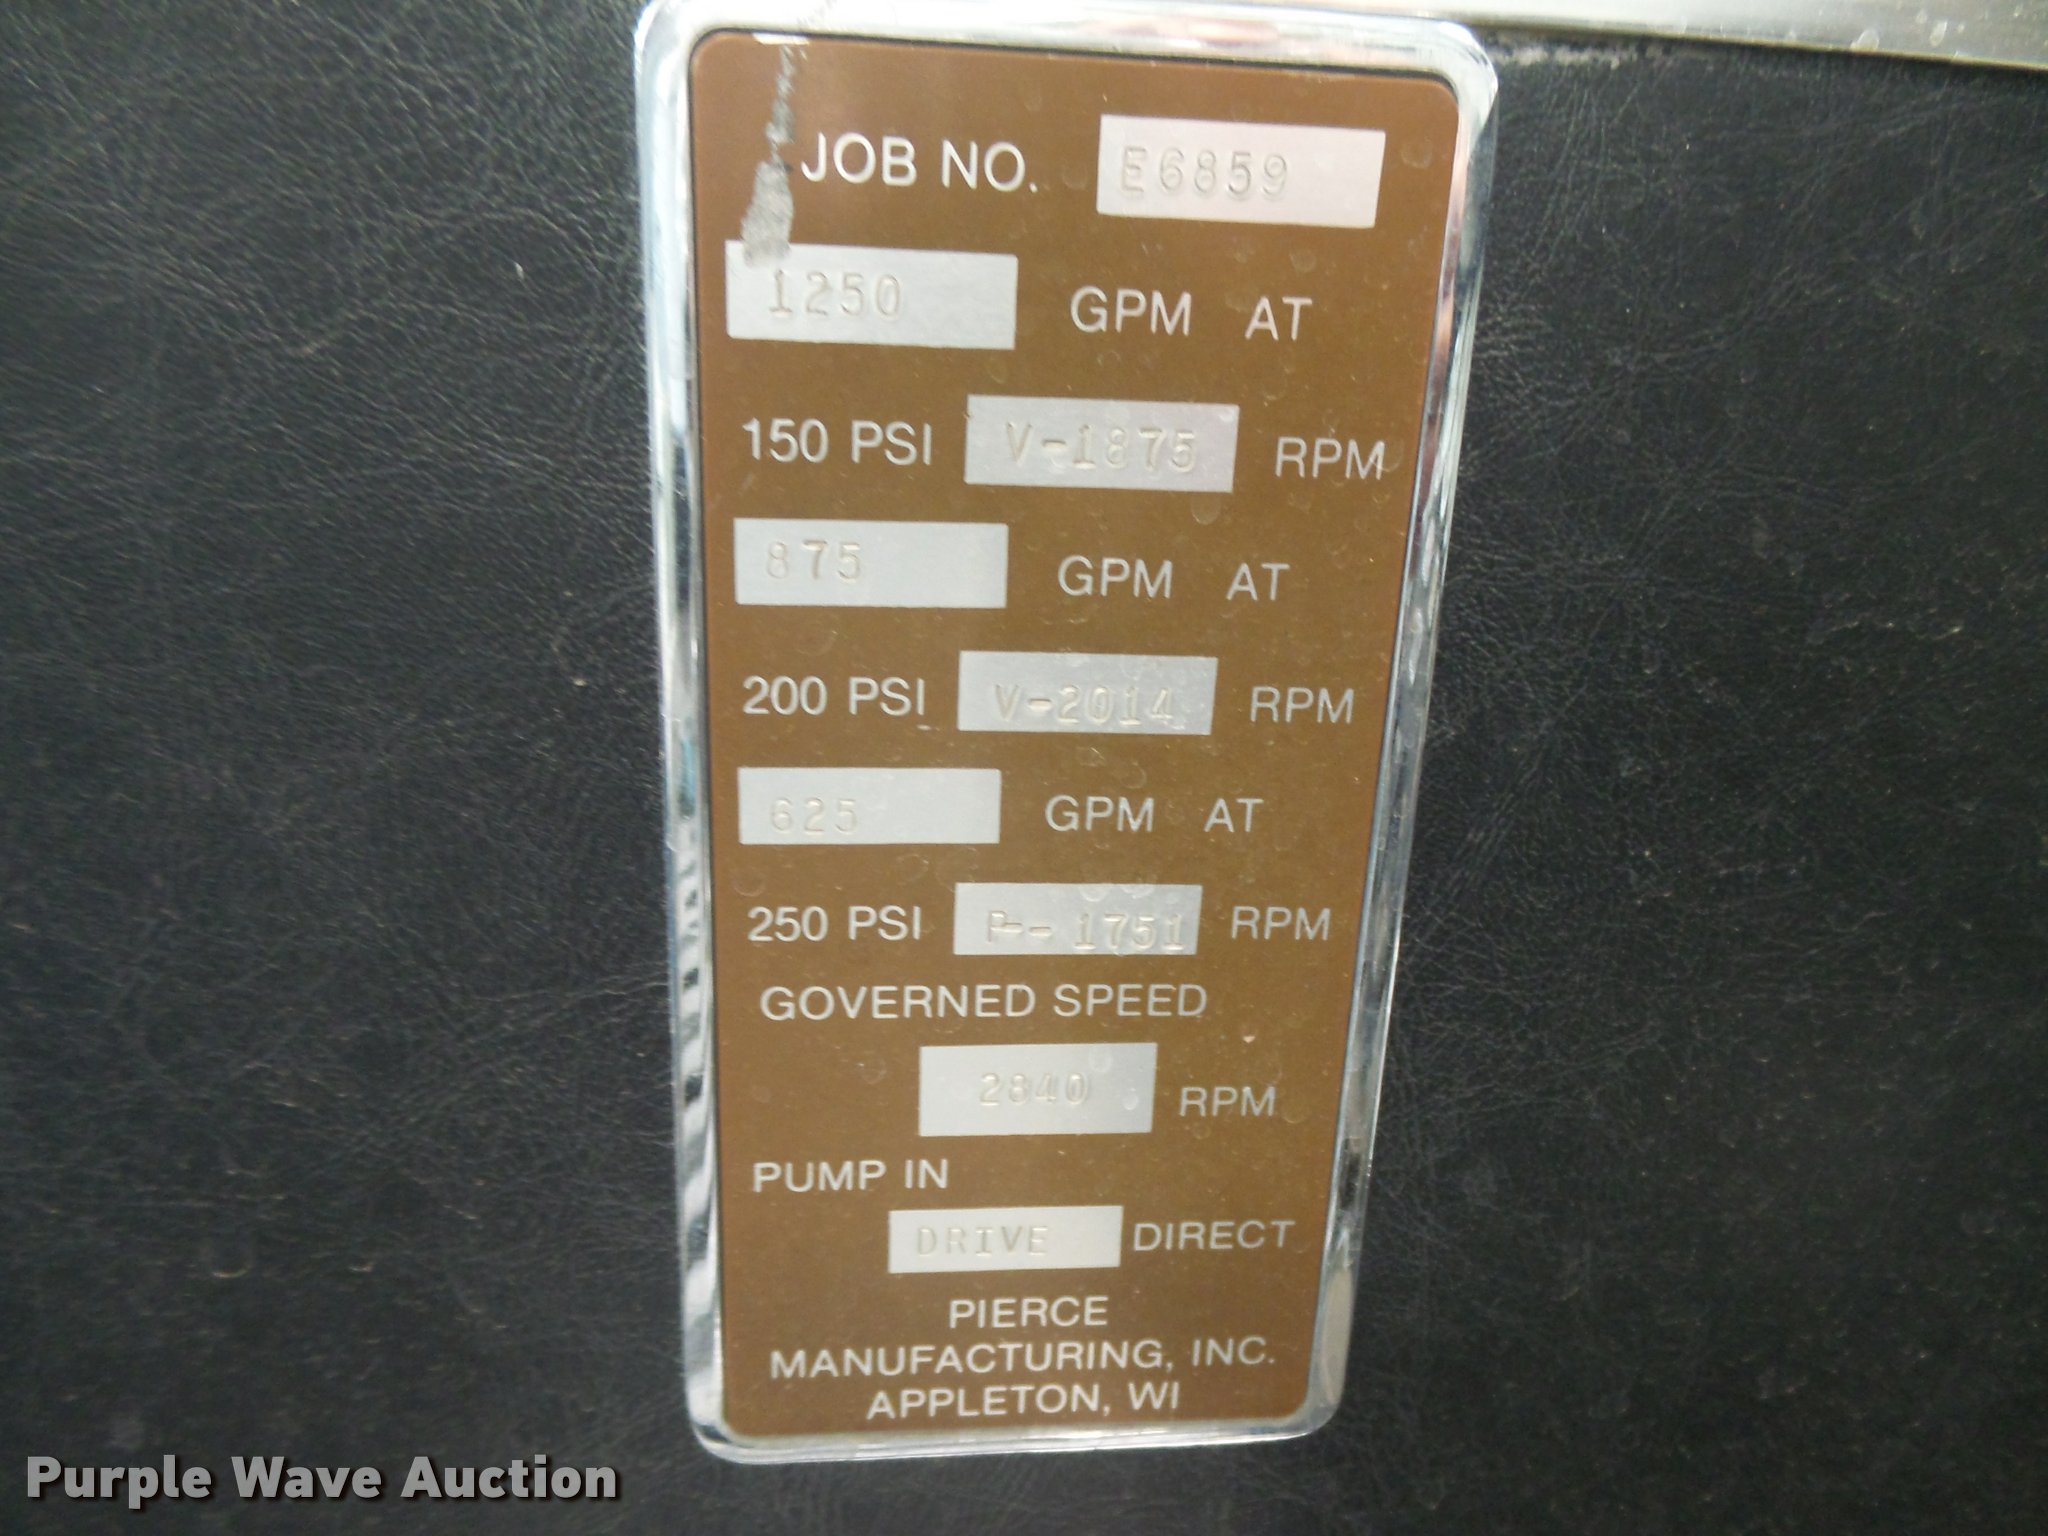 JOB NO. E6859
1250 GPM AT
150 PSI V-1875 RPM
875 GPM AT
200 PSI V-2014 RPM
625 GPM AT
250 PSI P-- 1751 RPM
GOVERNED SPEED
2840 RPM
PUMP IN
DRIVE DIRECT
PIERCE
MANUFACTURING, INC.
APPLETON, WI
Purple Wave Auction